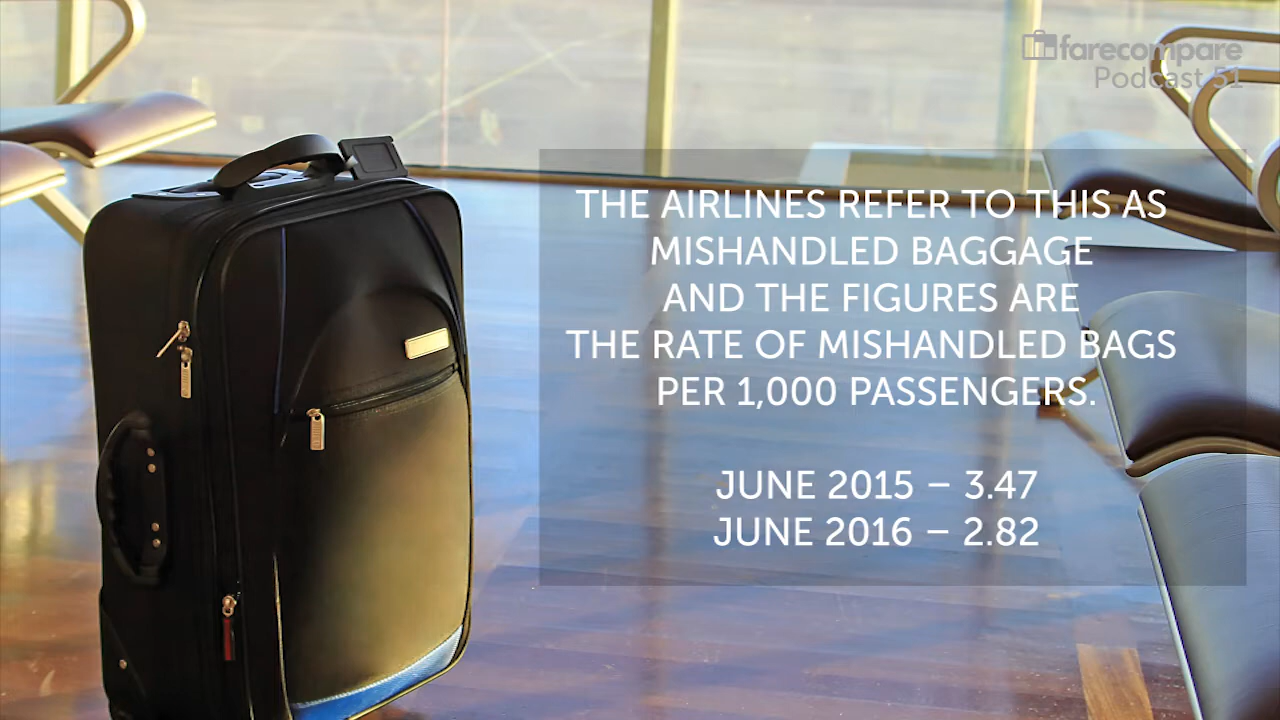 farecompare
Podcast 51
THE AIRLINES REFER TO THIS AS
MISHANDLED BAGGAGE
AND THE FIGURES ARE
THE RATE OF MISHANDLED BAGS
PER 1,000 PASSENGERS.
JUNE 2015 – 3.47
JUNE 2016 – 2.82